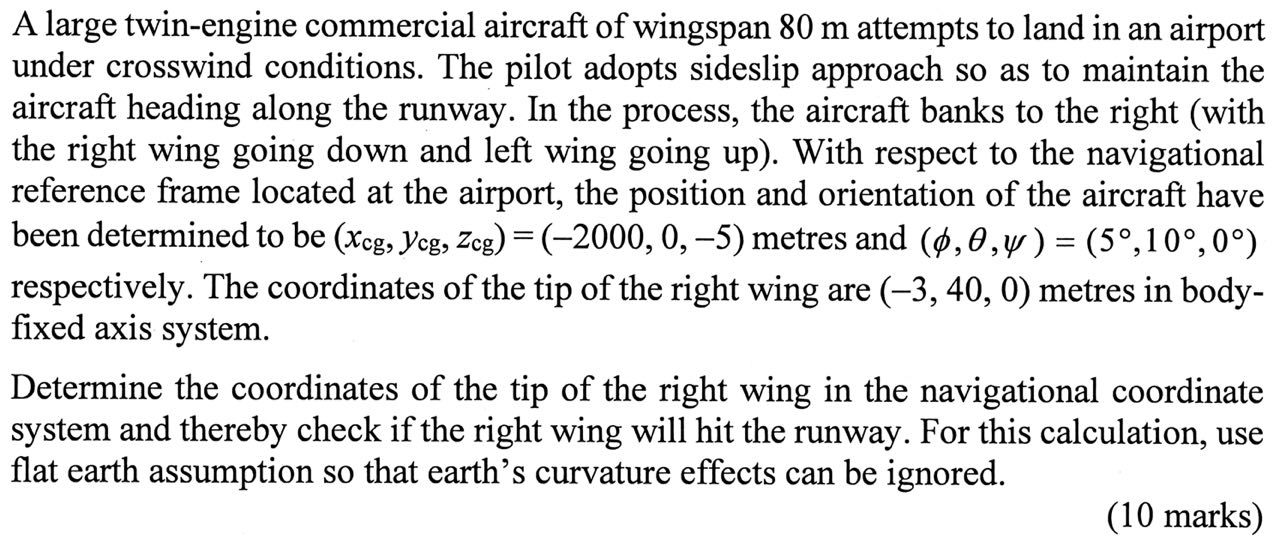 A large twin-engine commercial aircraft of wingspan 80 m attempts to land in an airport
under crosswind conditions. The pilot adopts sideslip approach so as to maintain the
aircraft heading along the runway. In the process, the aircraft banks to the right (with
the right wing going down and left wing going up). With respect to the navigational
reference frame located at the airport, the position and orientation of the aircraft have
been determined to be (xcg, ycg, zcg) = (−2000, 0, −5) metres and (ϕ, θ, ψ) = (5°, 10°, 0°)
respectively. The coordinates of the tip of the right wing are (−3, 40, 0) metres in body-
fixed axis system.
Determine the coordinates of the tip of the right wing in the navigational coordinate
system and thereby check if the right wing will hit the runway. For this calculation, use
flat earth assumption so that earth's curvature effects can be ignored.
(10 marks)